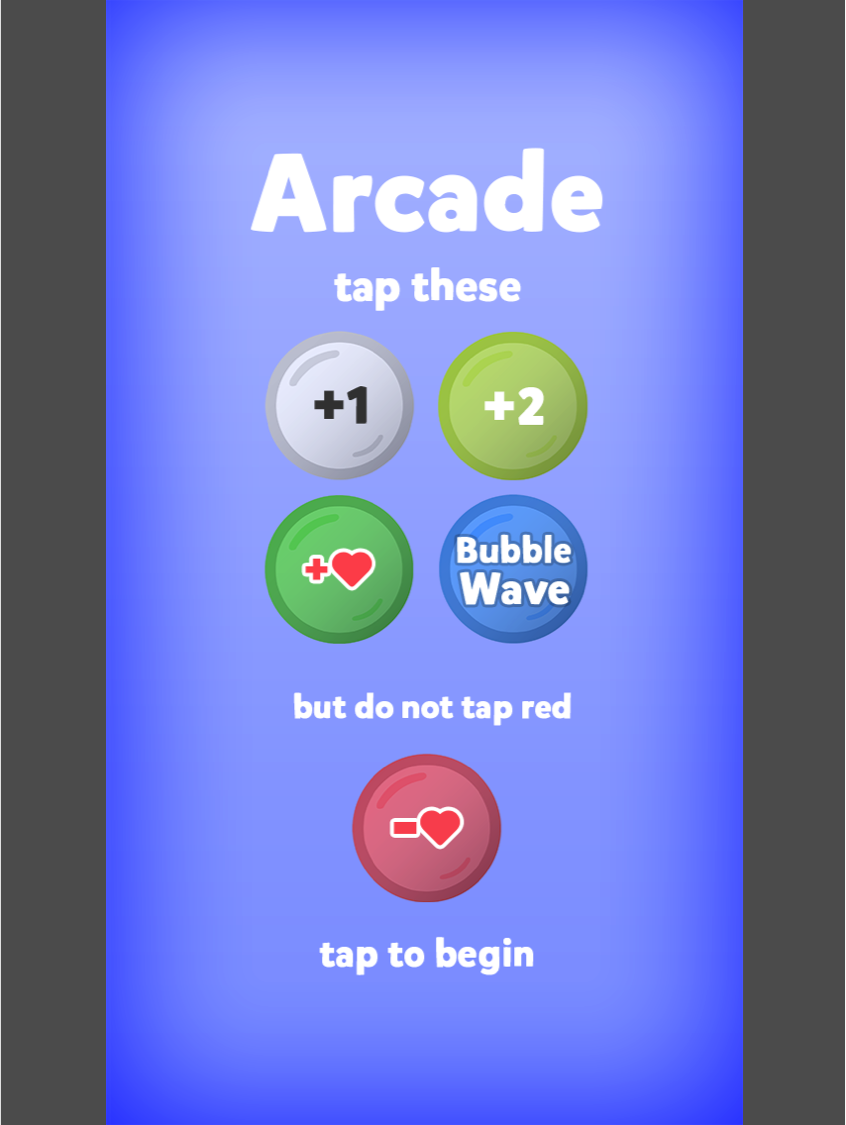 Arcade
tap these
+1 +2
+ Bubble
Wave
but do not tap red
-
tap to begin